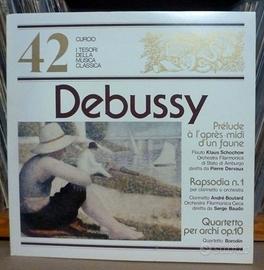 42
CURCIO
I TESORI
DELLA
MUSICA
CLASSICA
Debussy
Prélude
à l'après-midi
d'un faune
Flauto Klaus Schochow
Orchestra Filarmonica
di Stato di Amburgo
diretta da Pierre Dervaux
Rapsodia n.1
per clarinetto e orchestra
Clarinetto André Boutard
Orchestra Filarmonica Ceca
diretta da Serge Baudo
Quartetto
per archi op.10
Quartetto Borodin